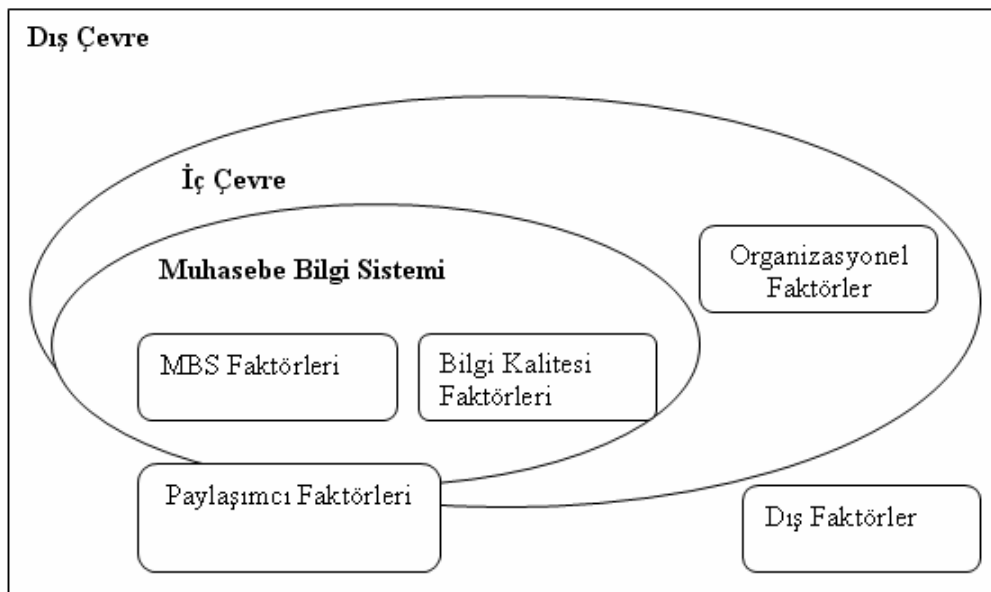 Dış Çevre
İç Çevre
Organizasyonel
Faktörler
Muhasebe Bilgi Sistemi
MBS Faktörleri
Bilgi Kalitesi
Faktörleri
Paylaşımcı Faktörleri
Dış Faktörler